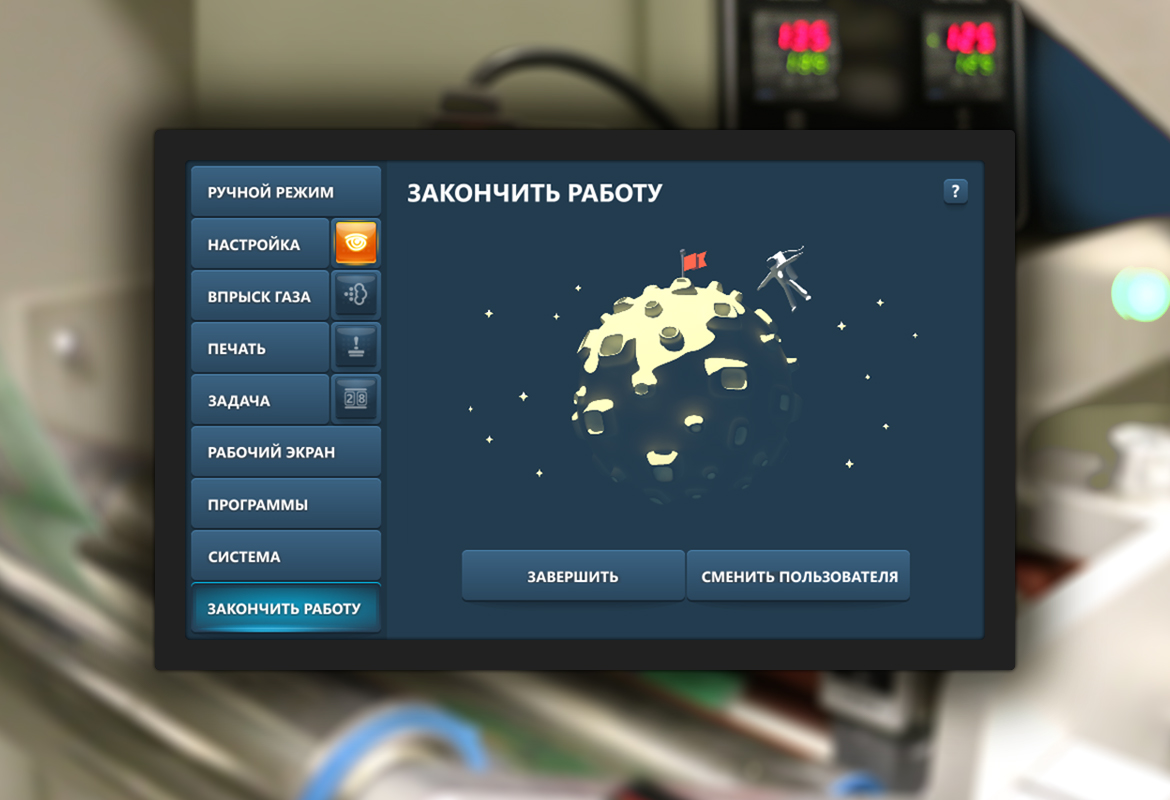 РУЧНОЙ РЕЖИМ
НАСТРОЙКА
ВПРЫСК ГАЗА
ПЕЧАТЬ
ЗАДАЧА
28
РАБОЧИЙ ЭКРАН
ПРОГРАММЫ
СИСТЕМА
ЗАКОНЧИТЬ РАБОТУ
ЗАКОНЧИТЬ РАБОТУ
?
ЗАВЕРШИТЬ
СМЕНИТЬ ПОЛЬЗОВАТЕЛЯ